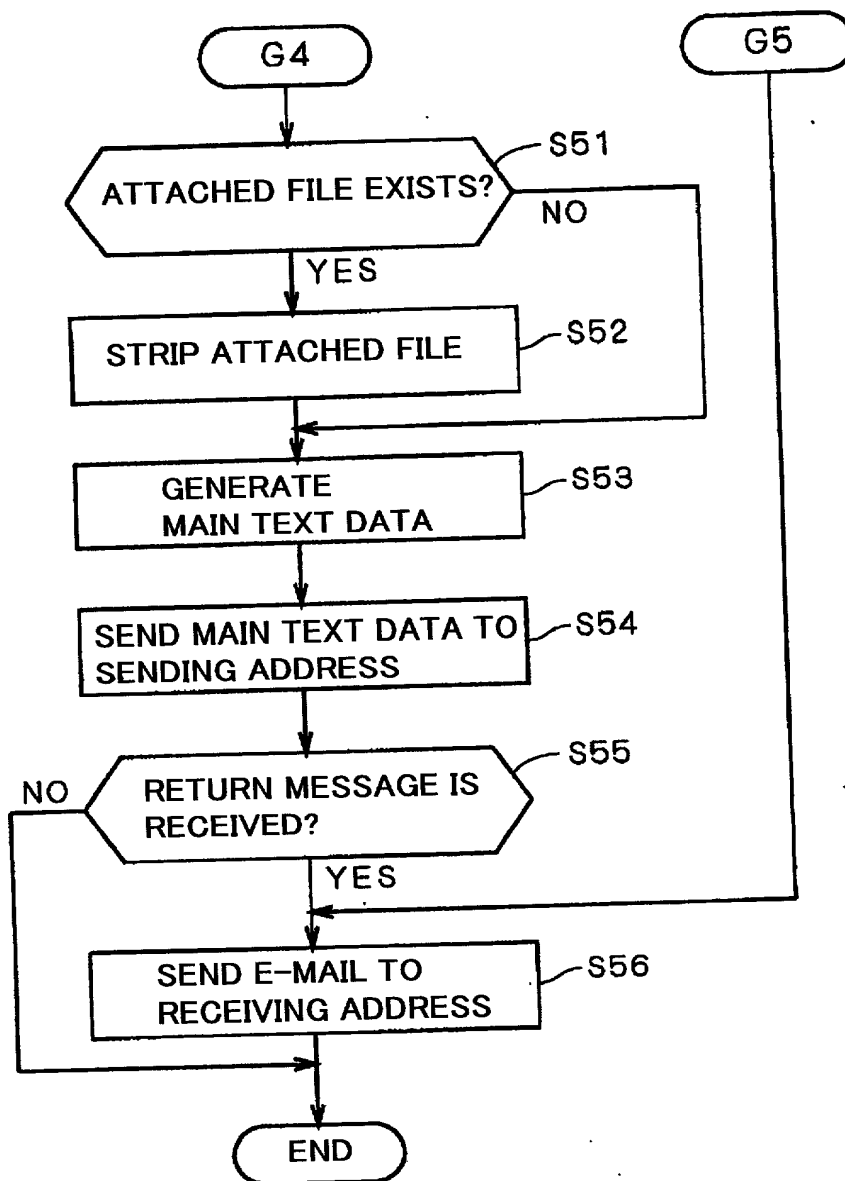 G4
G5
S51
ATTACHED FILE EXISTS?
NO
YES
STRIP ATTACHED FILE
S52
GENERATE
MAIN TEXT DATA
S53
SEND MAIN TEXT DATA TO
SENDING ADDRESS
S54
S55
NO
RETURN MESSAGE IS
RECEIVED?
YES
SEND E-MAIL TO
RECEIVING ADDRESS
S56
END